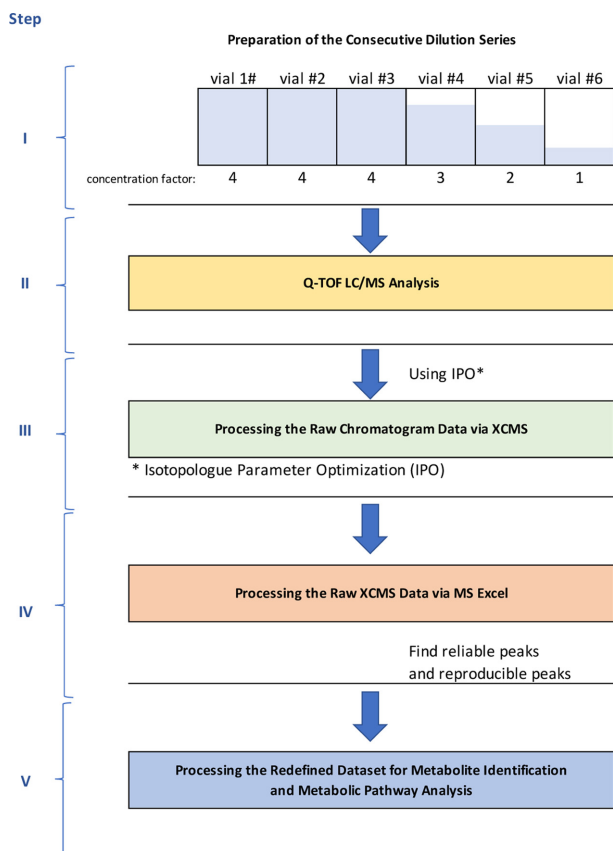 Step
Preparation of the Consecutive Dilution Series
vial 1# vial #2 vial #3 vial #4 vial #5 vial #6
I
concentration factor: 4 4 4 3 2 1
II
Q-TOF LC/MS Analysis
Using IPO*
III
Processing the Raw Chromatogram Data via XCMS
* Isotopologue Parameter Optimization (IPO)
Processing the Raw XCMS Data via MS Excel
IV
Find reliable peaks
and reproducible peaks
V
Processing the Redefined Dataset for Metabolite Identification
and Metabolic Pathway Analysis